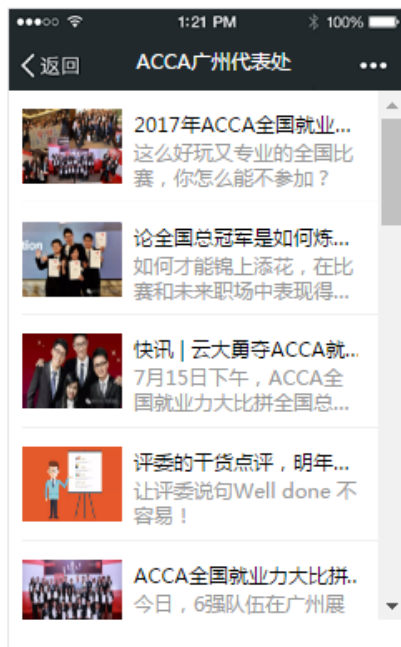 1:21 PM
100%
返回
ACCA广州代表处
2017年ACCA全国就业...
这么好玩又专业的全国比
赛，你怎么能不参加？
论全国总冠军是如何炼...
如何才能锦上添花，在比
赛和未来职场中表现得...
快讯 | 云大勇夺ACCA就...
7月15日下午，ACCA全
国就业力大比拼全国总...
评委的干货点评，明年...
让评委说句Well done 不
容易！
ACCA全国就业力大比拼..
今日，6强队伍在广州展